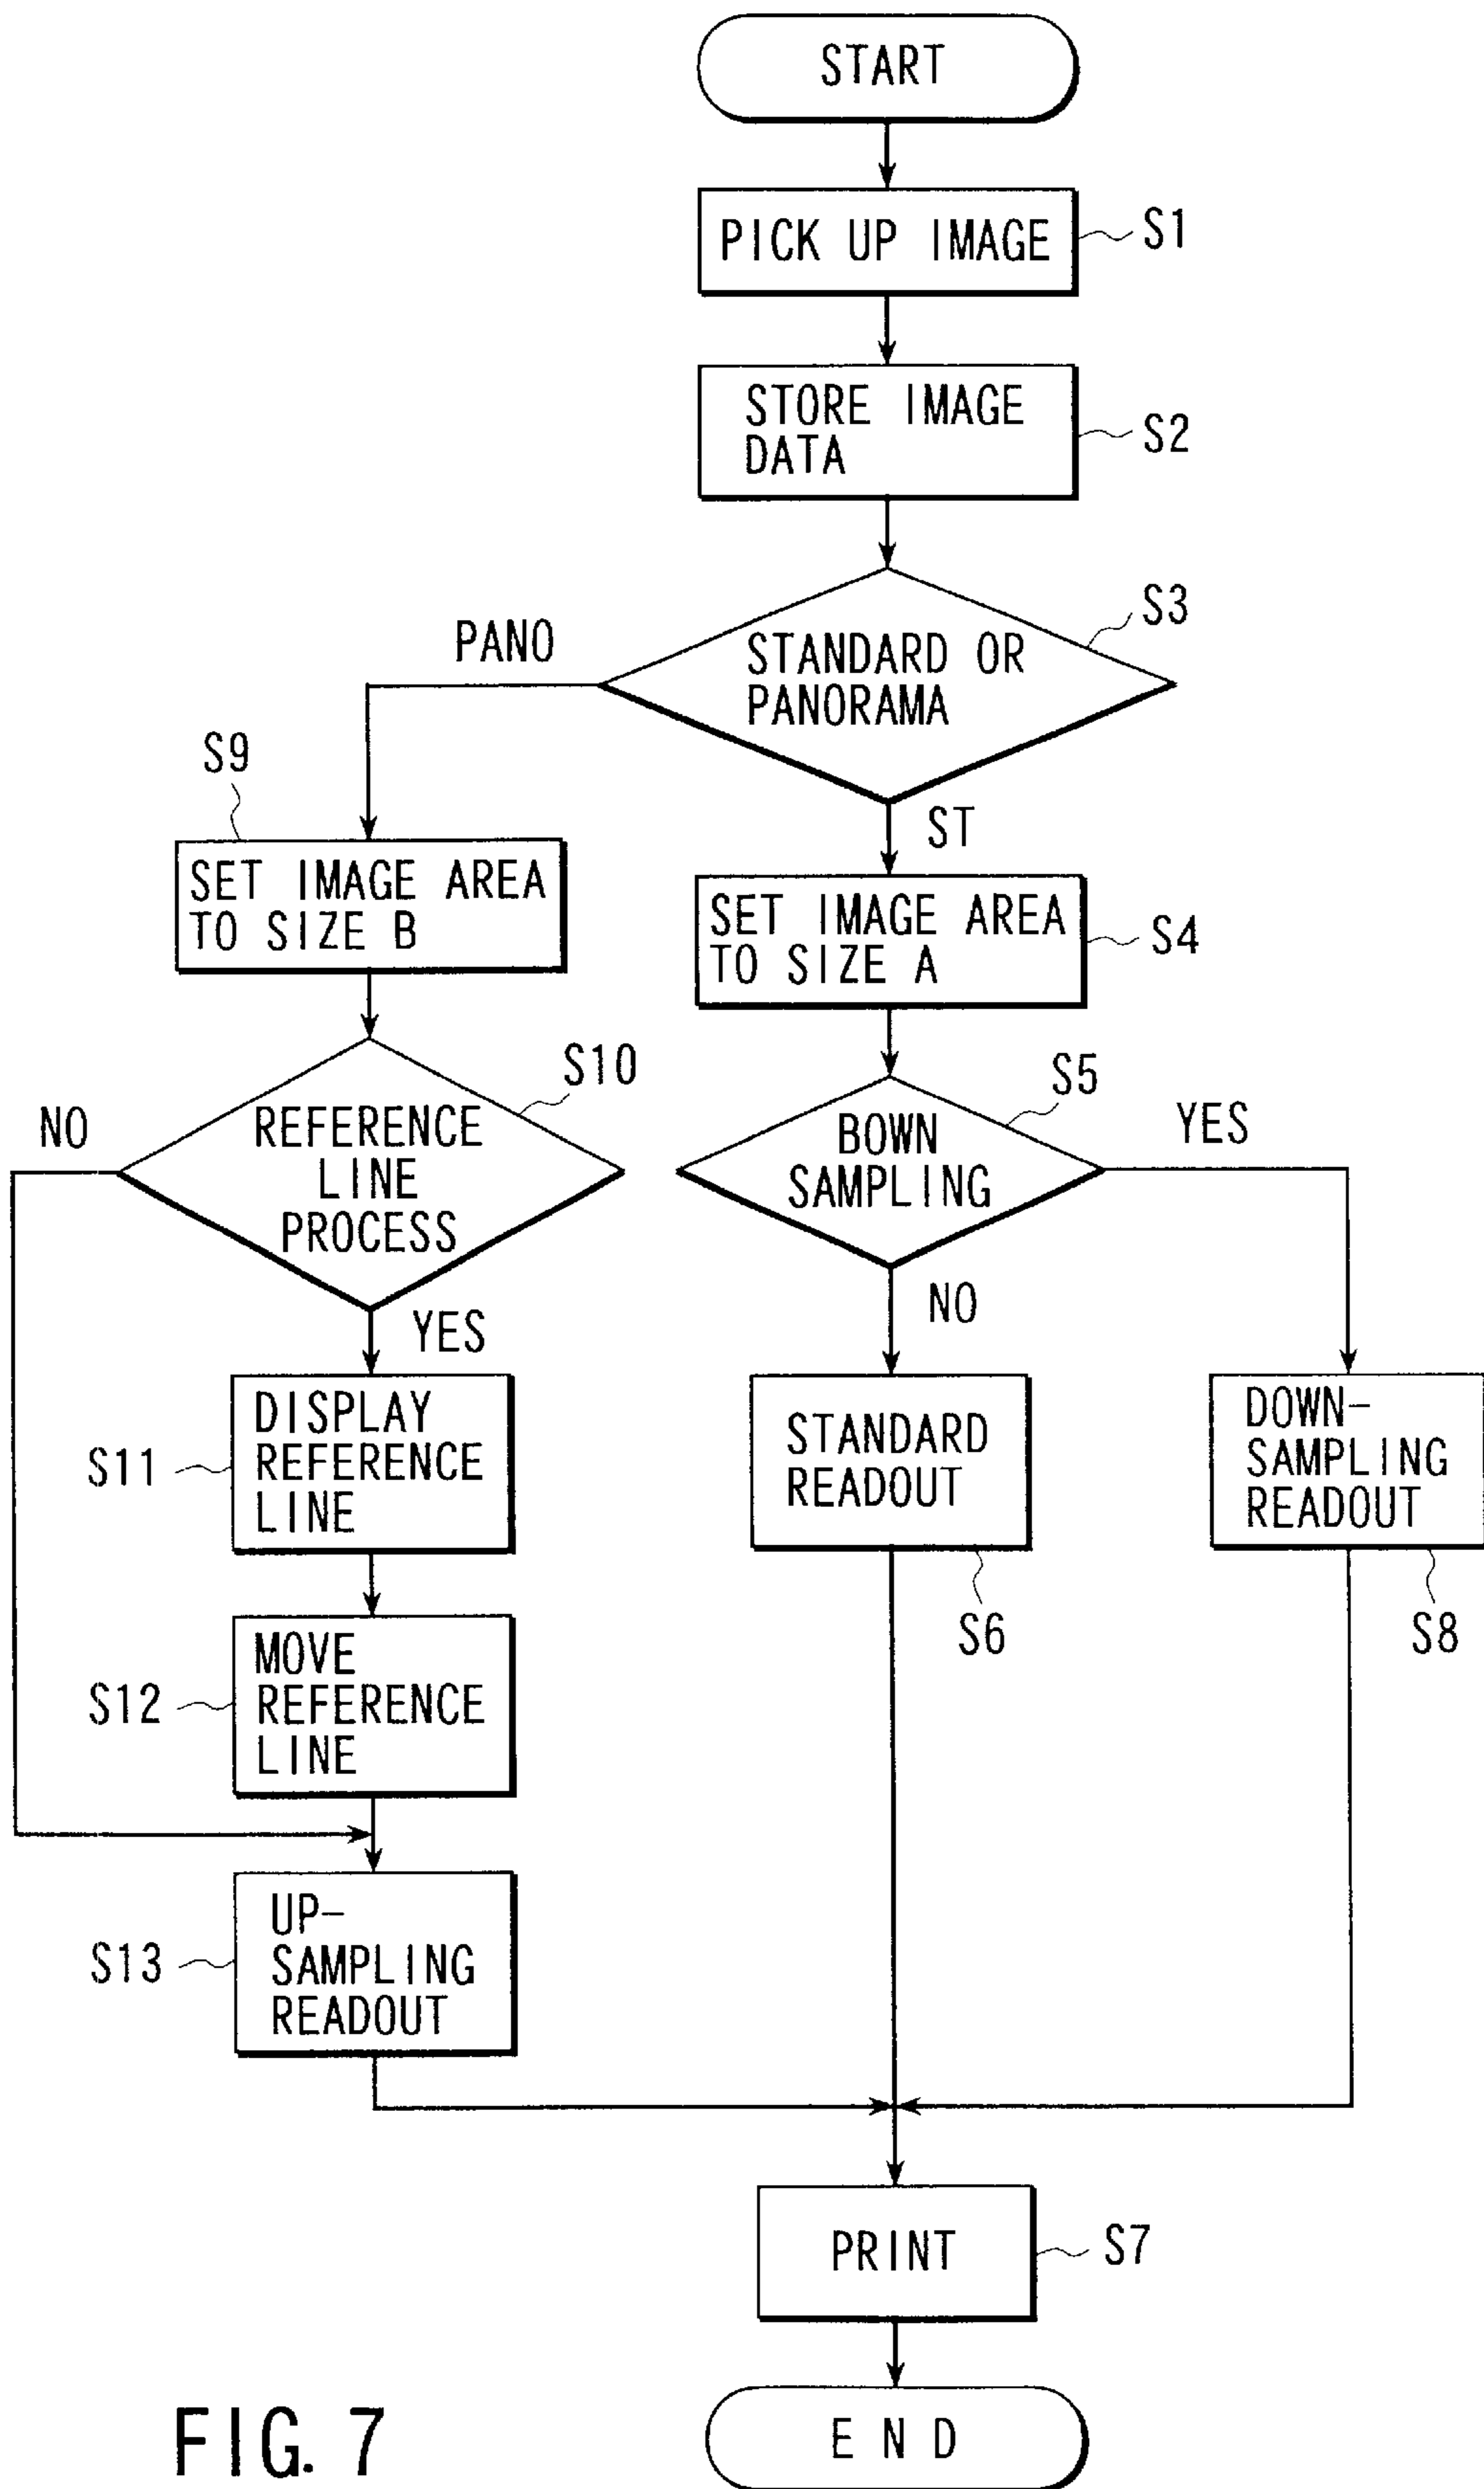 START
PICK UP IMAGE
S1
STORE IMAGE
DATA
S2
STANDARD OR
PANORAMA
S3
PANO
ST
S9
SET IMAGE AREA
TO SIZE B
SET IMAGE AREA
TO SIZE A
S4
S10
REFERENCE
LINE
PROCESS
NO
YES
S5
BOWN
SAMPLING
YES
NO
S11
DISPLAY
REFERENCE
LINE
STANDARD
READOUT
S6
DOWN-
SAMPLING
READOUT
S8
S12
MOVE
REFERENCE
LINE
S13
UP-
SAMPLING
READOUT
PRINT
S7
END
FIG. 7